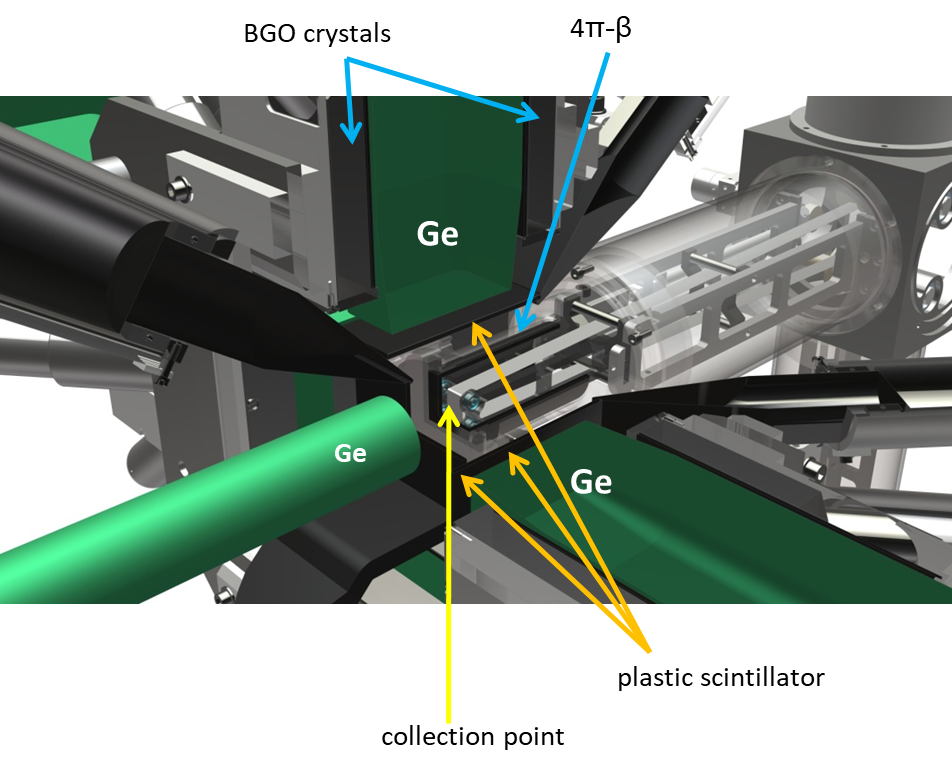 BGO crystals
4π-β
Ge
Ge
Ge
plastic scintillator
collection point